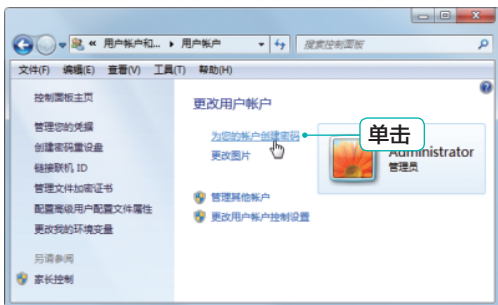 « 用户帐户和... ▸ 用户帐户
搜索控制面板
文件(F) 编辑(E) 查看(V) 工具(T) 帮助(H)
控制面板主页
管理您的凭据
创建密码重设盘
链接联机 ID
管理文件加密证书
配置高级用户配置文件属性
更改我的环境变量
另请参阅
家长控制
更改用户帐户
为您的帐户创建密码
更改图片
管理其他帐户
更改用户帐户控制设置
单击
Administrator
管理员